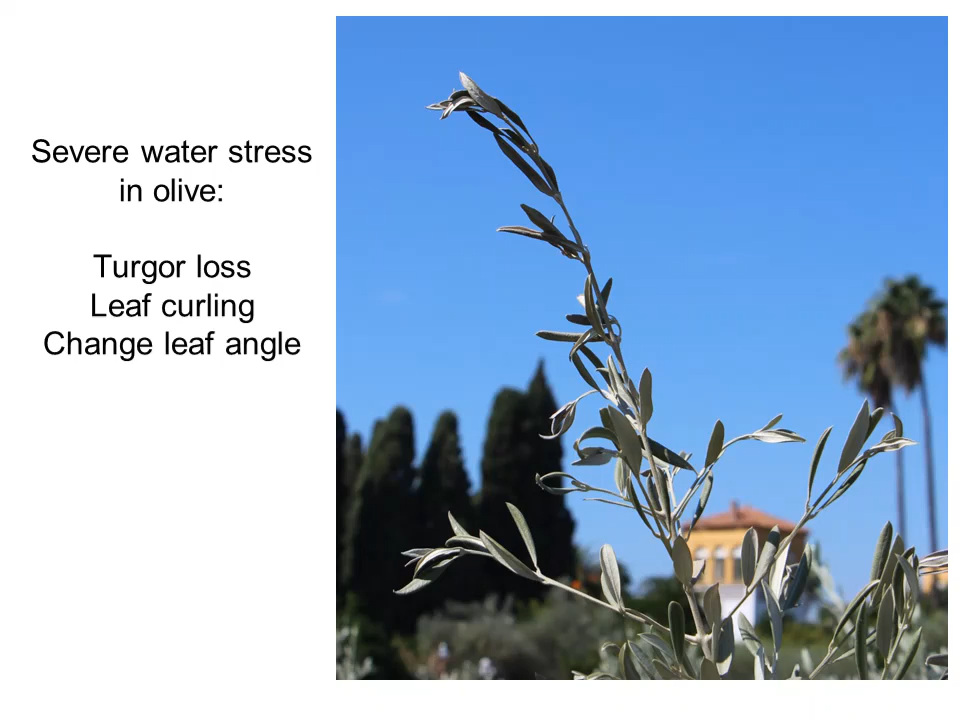 Severe water stress
in olive:
Turgor loss
Leaf curling
Change leaf angle